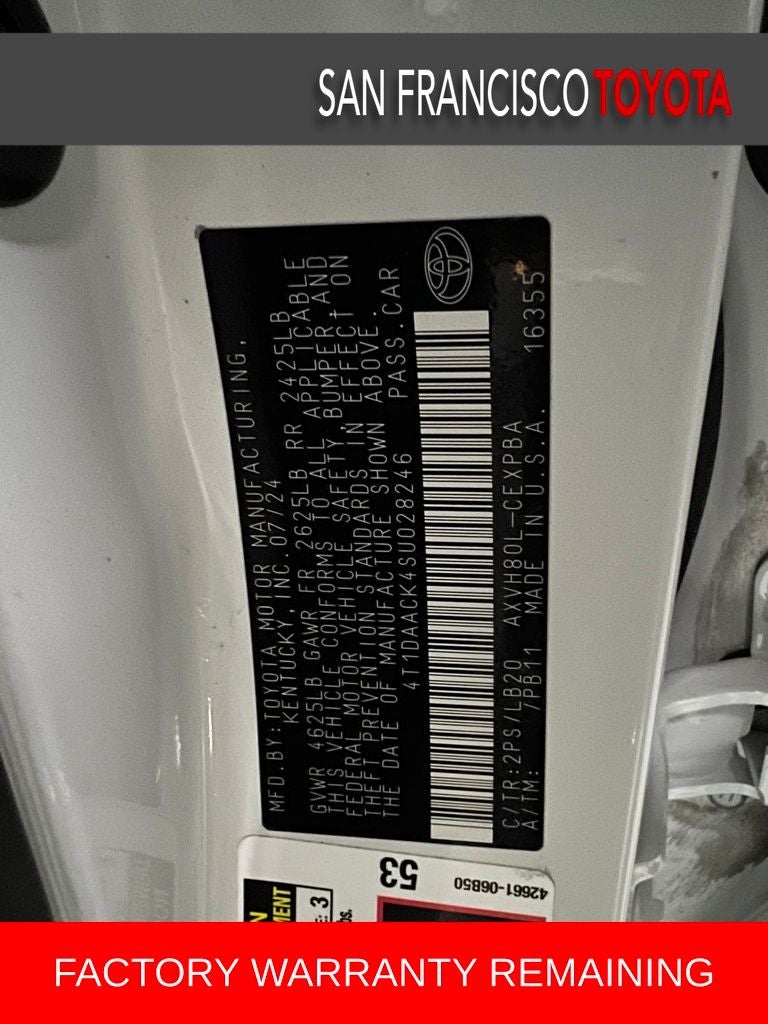 SAN FRANCISCO TOYOTA
MFD.BY:TOYOTA MOTOR MANUFACTURING,
KENTUCKY, INC. 07/24
GVWR 4625LB GAWR FR 2625LB RR 2425LB
THIS VEHICLE CONFORMS TO ALL APPLICABLE
FEDERAL MOTOR VEHICLE SAFETY, BUMPER, AND
THEFT PREVENTION STANDARDS IN EFFECT ON
THE DATE OF MANUFACTURE SHOWN ABOVE.
4T1DAACK4SU028246 PASS.CAR
C/TR:2PS/LB20 AXVH80L-CEXPBA 16355
A/TM: 7PB11 MADE IN U.S.A.
53
42661-06B50
3
FACTORY WARRANTY REMAINING